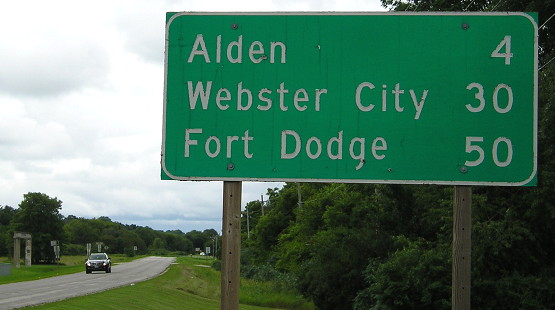 Alden 4
Webster City 30
Fort Dodge 50